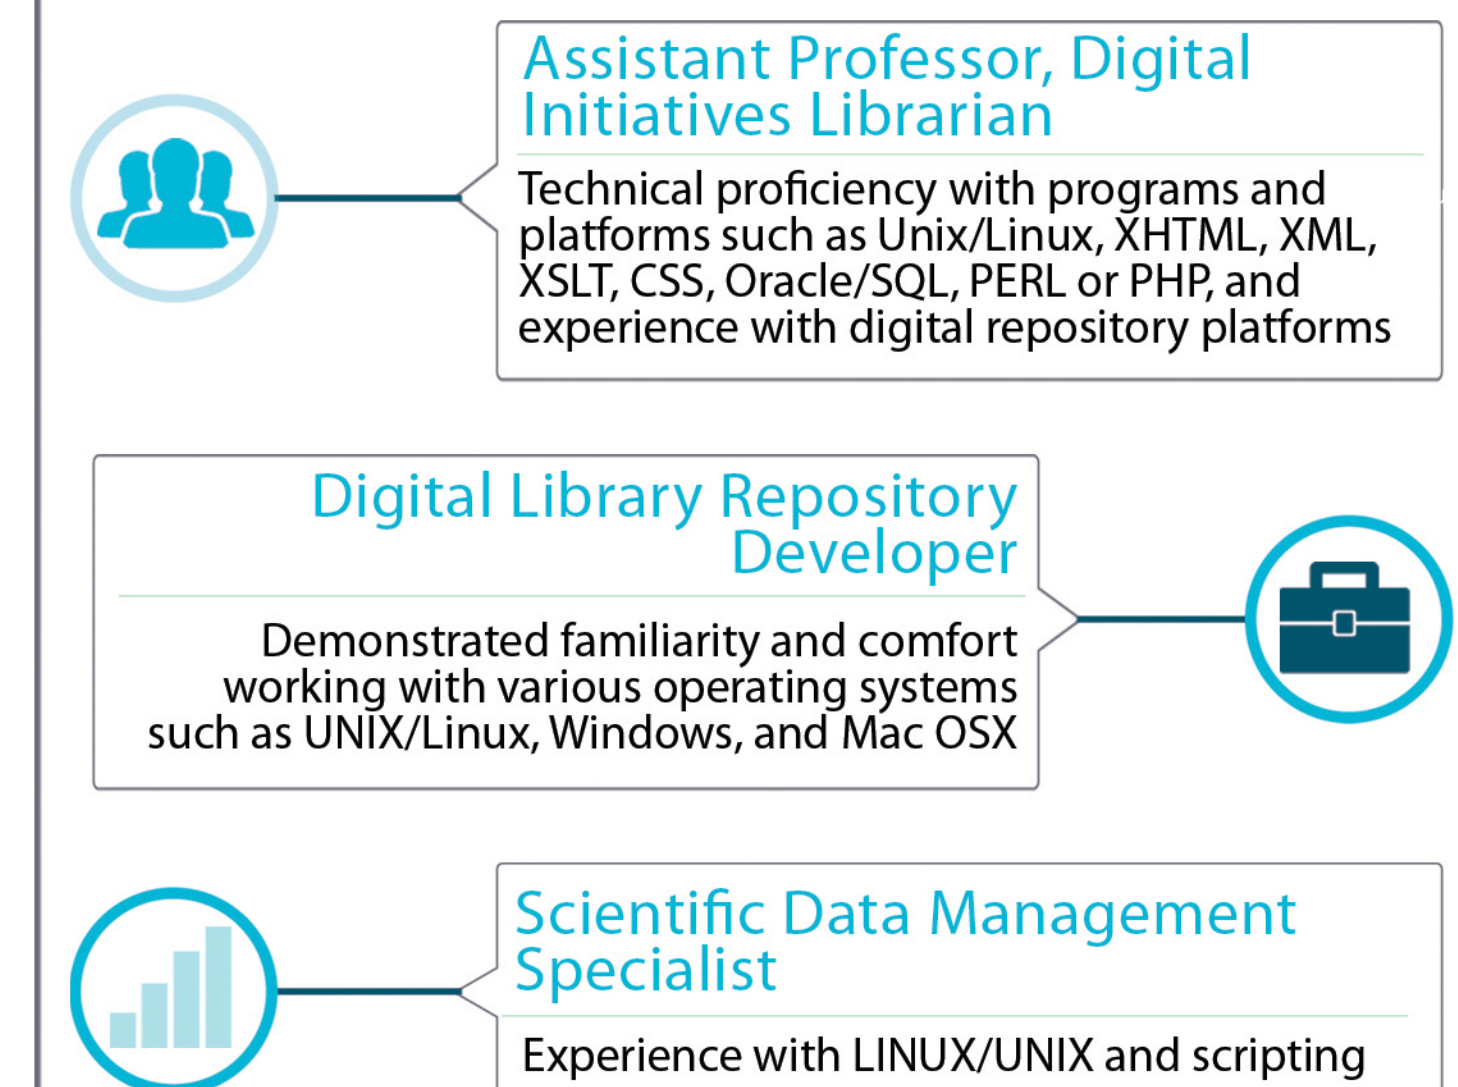 Assistant Professor, Digital
Initiatives Librarian
Technical proficiency with programs and
platforms such as Unix/Linux, XHTML, XML,
XSLT, CSS, Oracle/SQL, PERL or PHP, and
experience with digital repository platforms
Digital Library Repository
Developer
Demonstrated familiarity and comfort
working with various operating systems
such as UNIX/Linux, Windows, and Mac OSX
Scientific Data Management
Specialist
Experience with LINUX/UNIX and scripting